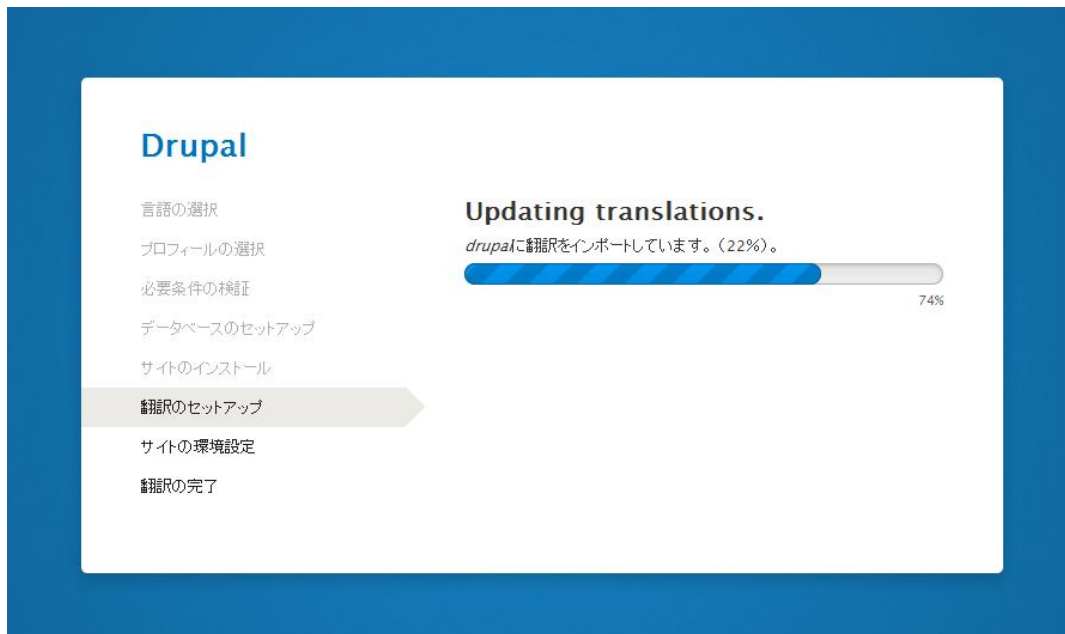 Drupal
言語の選択
プロフィールの選択
必要条件の検証
データベースのセットアップ
サイトのインストール
翻訳のセットアップ
サイトの環境設定
翻訳の完了
Updating translations.
drupalに翻訳をインポートしています。(22%)。
74%